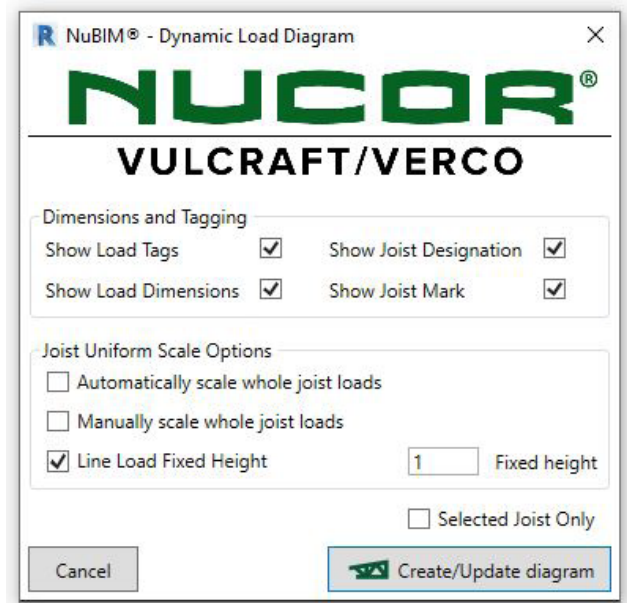 R NuBIM® - Dynamic Load Diagram
NUCOR®
VULCRAFT/VERCO
Dimensions and Tagging
Show Load Tags Show Joist Designation
Show Load Dimensions Show Joist Mark
Joist Uniform Scale Options
Automatically scale whole joist loads
Manually scale whole joist loads
Line Load Fixed Height 1 Fixed height
Selected Joist Only
Cancel Create/Update diagram